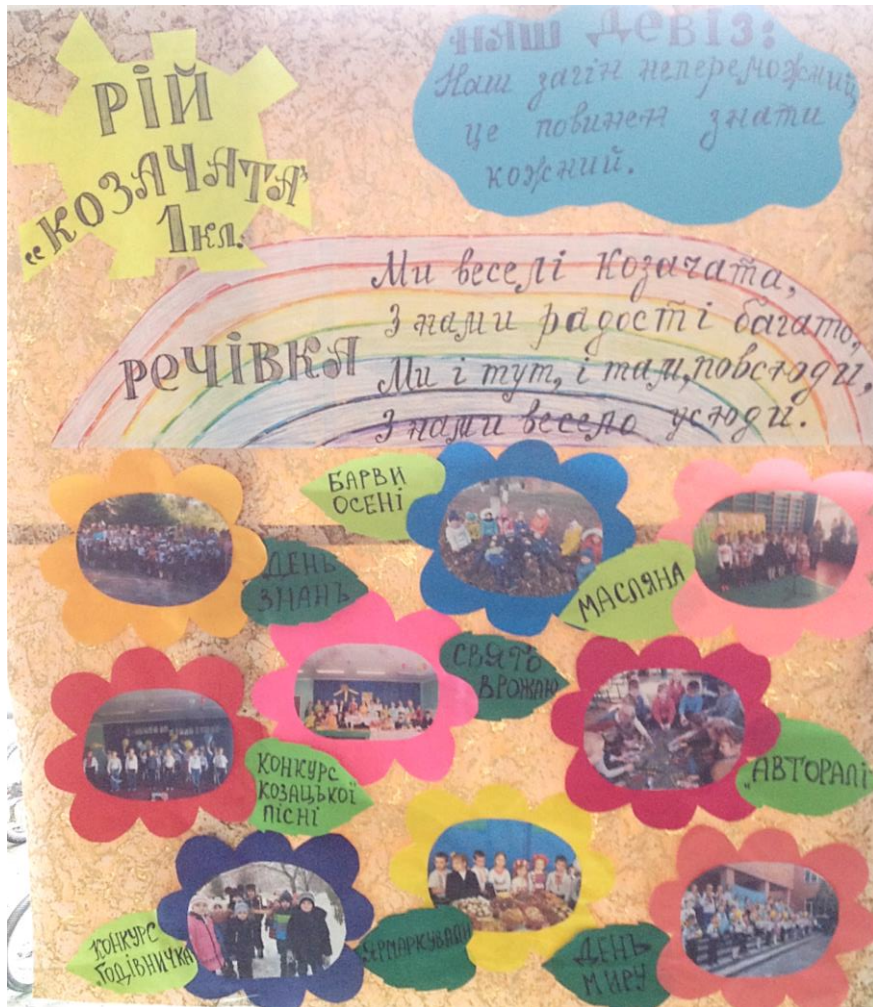 РІЙ
„КОЗАЧАТА”
1 кл.
НАШ ДЕВІЗ:
Наш загін непереможний,
це повинен знати
кожний.
РЕЧІВКА
Ми веселі Козачата,
З нами радості багато,
Ми і тут, і там, повсюди,
З нами весело усюди.
БАРВИ
ОСЕНІ
ДЕНЬ
ЗНАНЬ
МАСЛЯНА
СВЯТО
ВРОЖАЮ
КОНКУРС
КОЗАЦЬКОЇ
ПІСНІ
„АВТОРАЛІ
КОНКУРС
„ГОДІВНИЧКА
ДЕНЬ
МИРУ